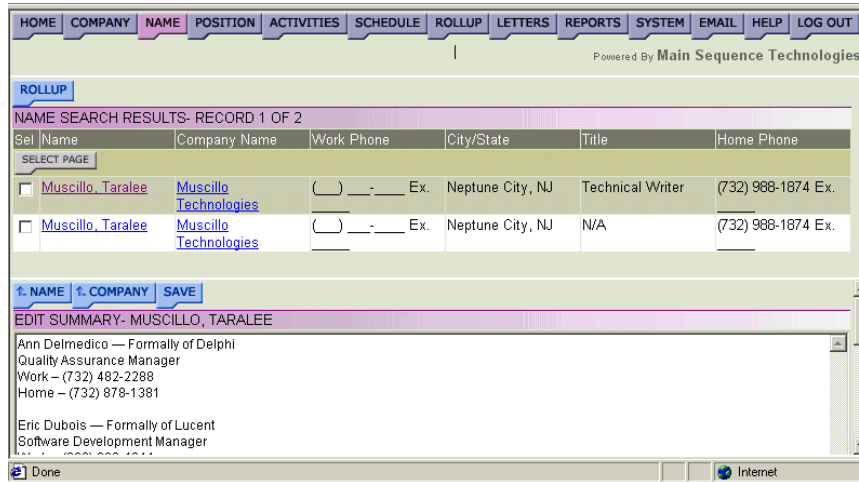 HOME COMPANY NAME POSITION ACTIVITIES SCHEDULE ROLLUP LETTERS REPORTS SYSTEM EMAIL HELP LOG OUT
Powered By Main Sequence Technologies
ROLLUP
NAME SEARCH RESULTS- RECORD 1 OF 2
Sel Name Company Name Work Phone City/State Title Home Phone
SELECT PAGE
Muscillo, Taralee Muscillo (__) ___-____ Ex. Neptune City, NJ Technical Writer (732) 988-1874 Ex.
Technologies
Muscillo, Taralee Muscillo (__) ___-____ Ex. Neptune City, NJ N/A (732) 988-1874 Ex.
Technologies
NAME COMPANY SAVE
EDIT SUMMARY- MUSCILLO, TARALEE
Ann Delmedico — Formally of Delphi
Quality Assurance Manager
Work – (732) 482-2288
Home – (732) 878-1381
Eric Dubois — Formally of Lucent
Software Development Manager
Done Internet